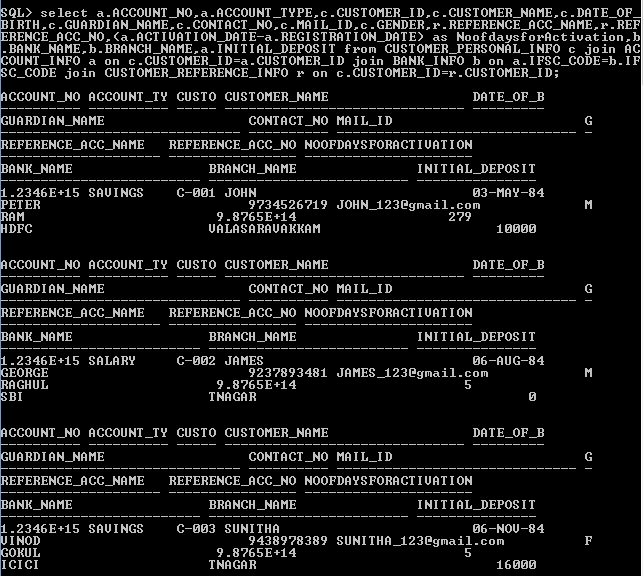 SQL> select a.ACCOUNT_NO,a.ACCOUNT_TYPE,c.CUSTOMER_ID,c.CUSTOMER_NAME,c.DATE_OF_
BIRTH,c.GUARDIAN_NAME,c.CONTACT_NO,c.MAIL_ID,c.GENDER,r.REFERENCE_ACC_NAME,r.REF
ERENCE_ACC_NO,(a.ACTIVATION_DATE-a.REGISTRATION_DATE) as NoofdaysforActivation,b
.BANK_NAME,b.BRANCH_NAME,a.INITIAL_DEPOSIT from CUSTOMER_PERSONAL_INFO c join AC
COUNT_INFO a on c.CUSTOMER_ID=a.CUSTOMER_ID join BANK_INFO b on a.IFSC_CODE=b.IF
SC_CODE join CUSTOMER_REFERENCE_INFO r on c.CUSTOMER_ID=r.CUSTOMER_ID;
ACCOUNT_NO ACCOUNT_TY CUSTO CUSTOMER_NAME DATE_OF_B
GUARDIAN_NAME CONTACT_NO MAIL_ID G
REFERENCE_ACC_NAME REFERENCE_ACC_NO NOOFDAYSFORACTIVATION
BANK_NAME BRANCH_NAME INITIAL_DEPOSIT
1.2346E+15 SAVINGS C-001 JOHN 03-MAY-84
PETER 9734526719 JOHN_123@gmail.com M
RAM 9.8765E+14 279
HDFC VALASARAVAKKAM 10000
ACCOUNT_NO ACCOUNT_TY CUSTO CUSTOMER_NAME DATE_OF_B
GUARDIAN_NAME CONTACT_NO MAIL_ID G
REFERENCE_ACC_NAME REFERENCE_ACC_NO NOOFDAYSFORACTIVATION
BANK_NAME BRANCH_NAME INITIAL_DEPOSIT
1.2346E+15 SALARY C-002 JAMES 06-AUG-84
GEORGE 9237893481 JAMES_123@gmail.com M
RAGHUL 9.8765E+14 5
SBI TNAGAR 0
ACCOUNT_NO ACCOUNT_TY CUSTO CUSTOMER_NAME DATE_OF_B
GUARDIAN_NAME CONTACT_NO MAIL_ID G
REFERENCE_ACC_NAME REFERENCE_ACC_NO NOOFDAYSFORACTIVATION
BANK_NAME BRANCH_NAME INITIAL_DEPOSIT
1.2346E+15 SAVINGS C-003 SUNITHA 06-NOV-84
VINOD 9438978389 SUNITHA_123@gmail.com F
GOKUL 9.8765E+14 5
ICICI TNAGAR 16000